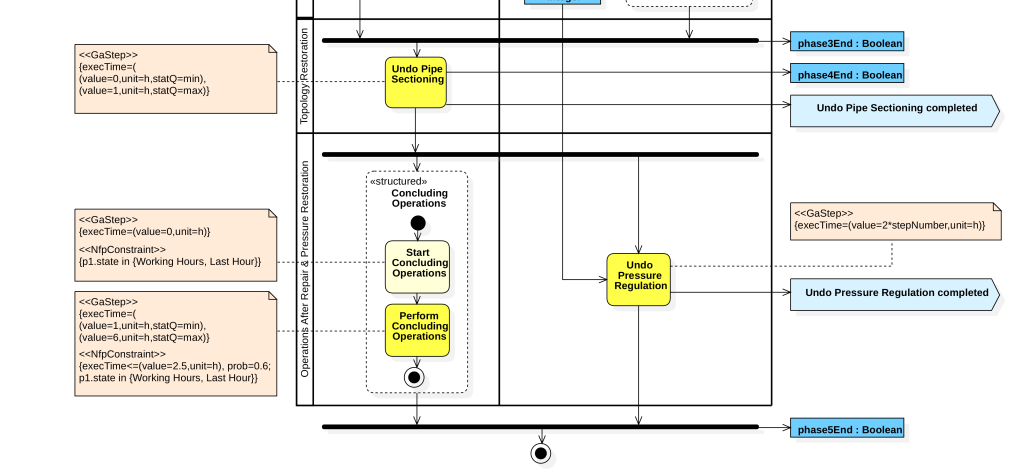 <<GaStep>>
{execTime=(
(value=0,unit=h,statQ=min),
(value=1,unit=h,statQ=max)}
Topology Restoration
Undo Pipe
Sectioning
phase3End : Boolean
phase4End : Boolean
Undo Pipe Sectioning completed
Operations After Repair & Pressure Restoration
<<GaStep>>
{execTime=(value=0,unit=h)}
<<NfpConstraint>>
{p1.state in {Working Hours, Last Hour}}
<<GaStep>>
{execTime=(
(value=1,unit=h,statQ=min),
(value=6,unit=h,statQ=max)}
<<NfpConstraint>>
{execTime<=(value=2.5,unit=h), prob=0.6;
p1.state in {Working Hours, Last Hour}}
«structured»
Concluding
Operations
Start
Concluding
Operations
Perform
Concluding
Operations
Undo
Pressure
Regulation
<<GaStep>>
{execTime=(value=2*stepNumber,unit=h)}
Undo Pressure Regulation completed
phase5End : Boolean